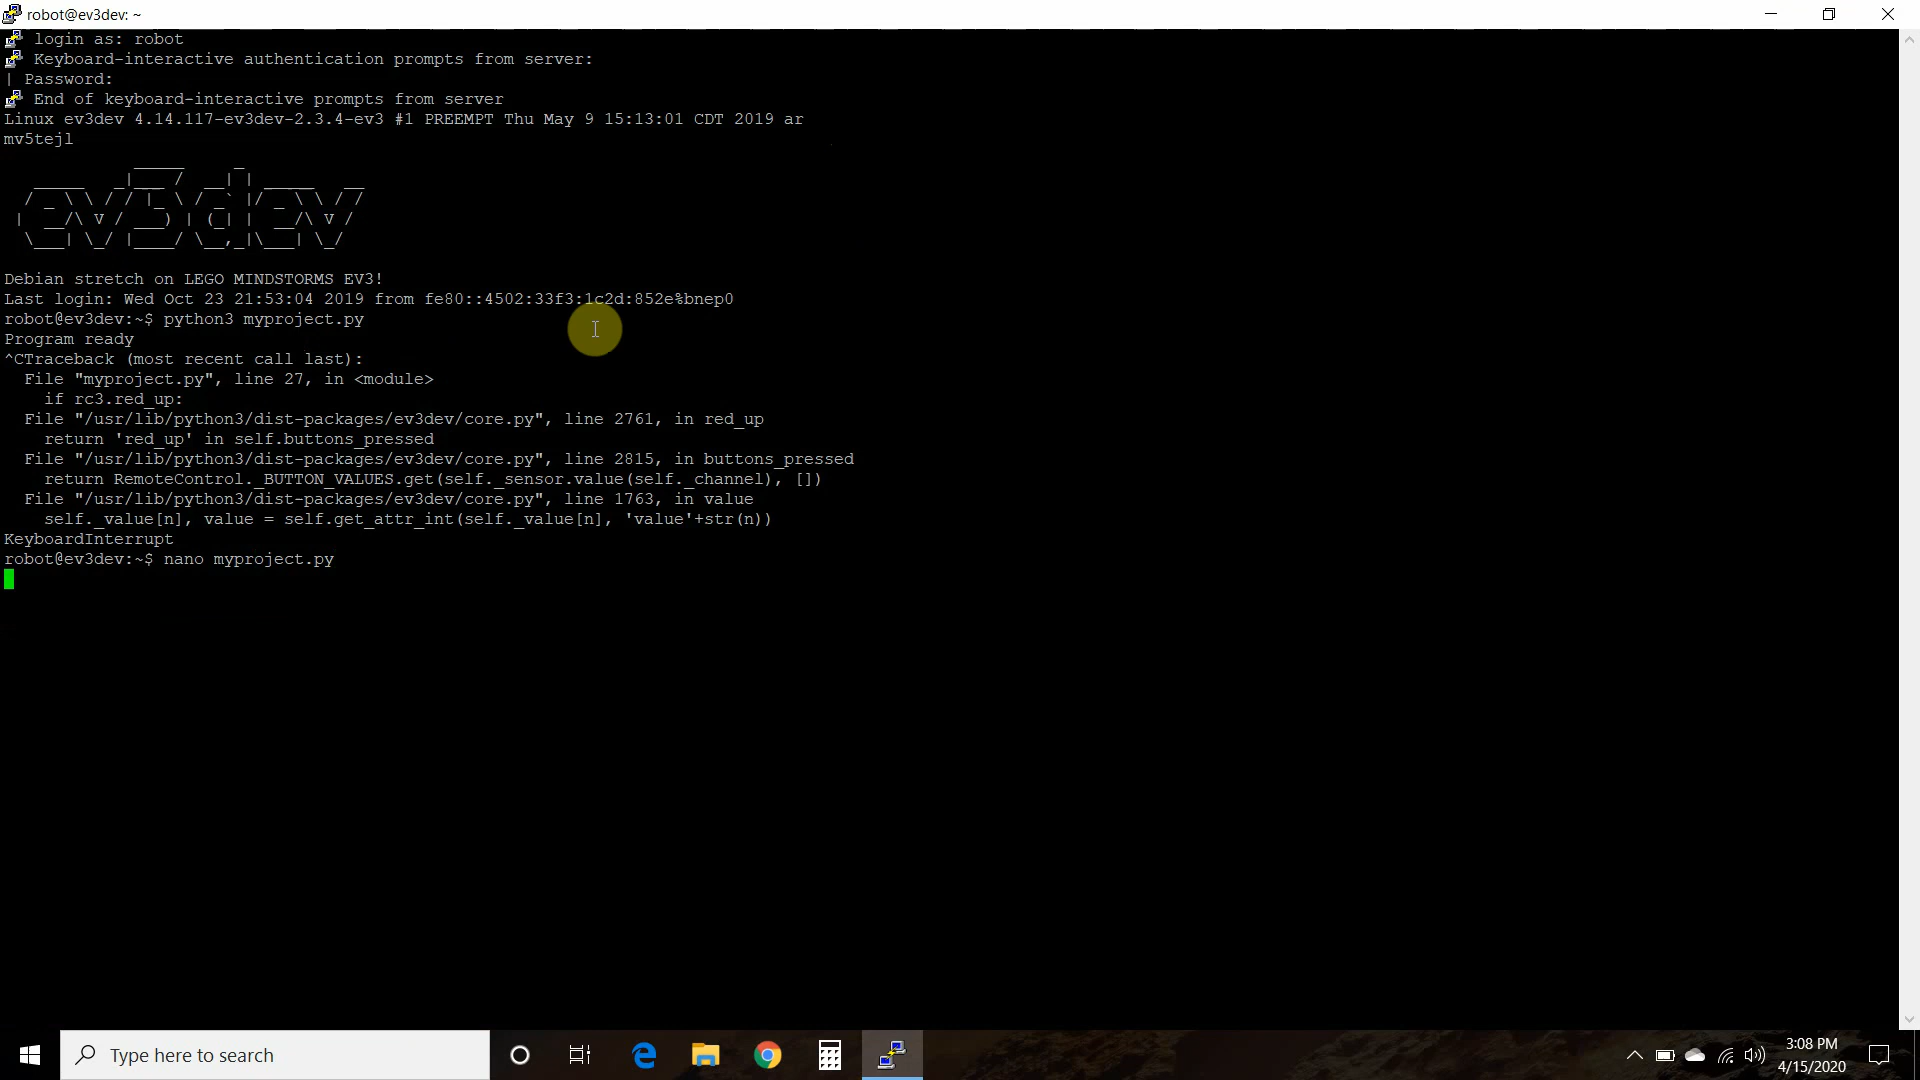 robot@ev3dev: ~
login as: robot
Keyboard-interactive authentication prompts from server:
| Password:
End of keyboard-interactive prompts from server
Linux ev3dev 4.14.117-ev3dev-2.3.4-ev3 #1 PREEMPT Thu May 9 15:13:01 CDT 2019 ar
mv5tejl
ev3dev
Debian stretch on LEGO MINDSTORMS EV3!
Last login: Wed Oct 23 21:53:04 2019 from fe80::4502:33f3:1c2d:852e%bnep0
robot@ev3dev:~$ python3 myproject.py
Program ready
^CTraceback (most recent call last):
  File "myproject.py", line 27, in <module>
    if rc3.red_up:
  File "/usr/lib/python3/dist-packages/ev3dev/core.py", line 2761, in red_up
    return 'red_up' in self.buttons_pressed
  File "/usr/lib/python3/dist-packages/ev3dev/core.py", line 2815, in buttons_pressed
    return RemoteControl._BUTTON_VALUES.get(self._sensor.value(self._channel), [])
  File "/usr/lib/python3/dist-packages/ev3dev/core.py", line 1763, in value
    self._value[n], value = self.get_attr_int(self._value[n], 'value'+str(n))
KeyboardInterrupt
robot@ev3dev:~$ nano myproject.py
Type here to search
3:08 PM
4/15/2020